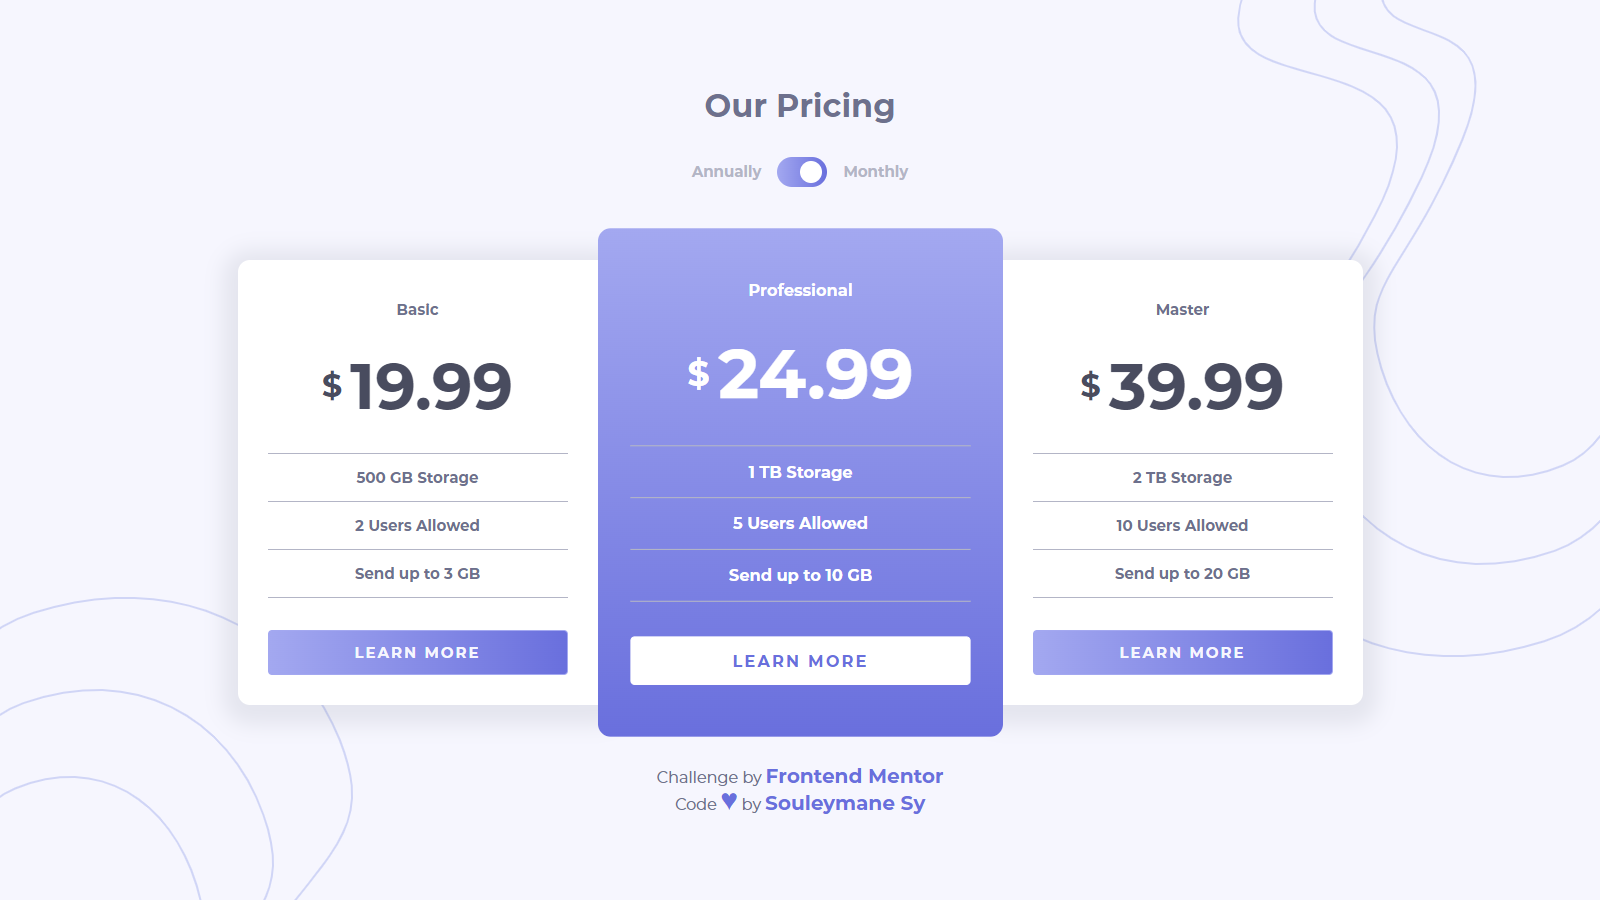 Our Pricing
Annually Monthly
Basic
$ 19.99
500 GB Storage
2 Users Allowed
Send up to 3 GB
LEARN MORE
Professional
$ 24.99
1 TB Storage
5 Users Allowed
Send up to 10 GB
LEARN MORE
Master
$ 39.99
2 TB Storage
10 Users Allowed
Send up to 20 GB
LEARN MORE
Challenge by Frontend Mentor
Code ♥ by Souleymane Sy